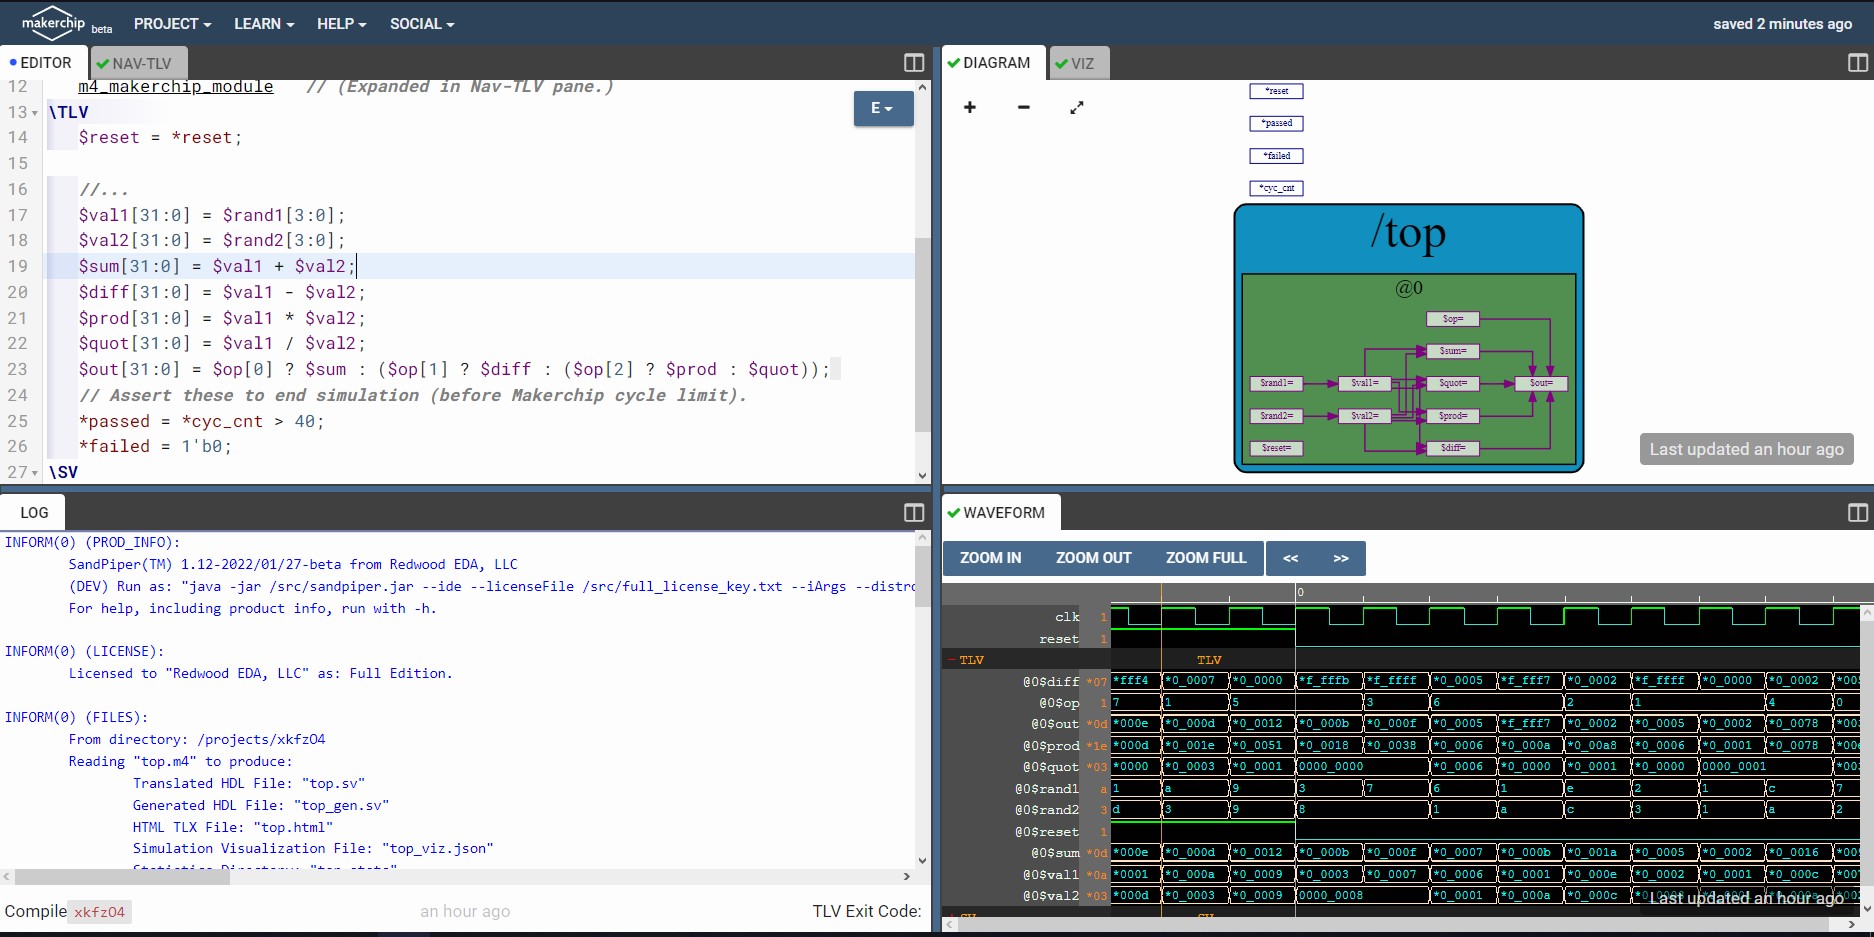 makerchip beta PROJECT LEARN HELP SOCIAL saved 2 minutes ago
EDITOR NAV-TLV
12 m4_makerchip_module // (Expanded in Nav-TLV pane.)
E
13 \TLV
14 $reset = *reset;
15
16 //...
17 $val1[31:0] = $rand1[3:0];
18 $val2[31:0] = $rand2[3:0];
19 $sum[31:0] = $val1 + $val2;
20 $diff[31:0] = $val1 - $val2;
21 $prod[31:0] = $val1 * $val2;
22 $quot[31:0] = $val1 / $val2;
23 $out[31:0] = $op[0] ? $sum : ($op[1] ? $diff : ($op[2] ? $prod : $quot));
24 // Assert these to end simulation (before Makerchip cycle limit).
25 *passed = *cyc_cnt > 40;
26 *failed = 1'b0;
27 \SV
DIAGRAM VIZ
+ −
*reset
*passed
*failed
*cyc_cnt
/top
@0
$op=
$sum=
$rand1= $val1= $quot= $out=
$rand2= $val2= $prod=
$reset= $diff=
Last updated an hour ago
LOG
INFORM(0) (PROD_INFO):
SandPiper(TM) 1.12-2022/01/27-beta from Redwood EDA, LLC
(DEV) Run as: "java -jar /src/sandpiper.jar --ide --licenseFile /src/full_license_key.txt --iArgs --distro
For help, including product info, run with -h.
INFORM(0) (LICENSE):
Licensed to "Redwood EDA, LLC" as: Full Edition.
INFORM(0) (FILES):
From directory: /projects/xkfzO4
Reading "top.m4" to produce:
Translated HDL File: "top.sv"
Generated HDL File: "top_gen.sv"
HTML TLX File: "top.html"
Simulation Visualization File: "top_viz.json"
Statistics Directory: "top_stats"
Compile xkfzO4 an hour ago TLV Exit Code:
WAVEFORM
ZOOM IN ZOOM OUT ZOOM FULL << >>
0
clk 1
reset 1
− TLV TLV
@0$diff *07 *fff4 *0_0007 *0_0000 *f_fffb *f_ffff *0_0005 *f_fff7 *0_0002 *f_ffff *0_0000 *0_0002 *00
@0$op 1 7 1 5 3 6 2 1 4 0
@0$out *0d *000e *0_000d *0_0012 *0_000b *0_000f *0_0005 *f_fff7 *0_0002 *0_0005 *0_0002 *0_0078 *00
@0$prod *1e *000d *0_001e *0_0051 *0_0018 *0_0038 *0_0006 *0_000a *0_00a8 *0_0006 *0_0001 *0_0078 *00
@0$quot *03 *0000 *0_0003 *0_0001 0000_0000 *0_0006 *0_0000 *0_0001 *0_0000 0000_0001 *00
@0$rand1 a 1 a 9 3 7 6 1 e 2 1 c 7
@0$rand2 3 d 3 9 8 1 a c 3 1 a 2
@0$reset 1
@0$sum *0d *000e *0_000d *0_0012 *0_000b *0_000f *0_0007 *0_000b *0_001a *0_0005 *0_0002 *0_0016 *00
@0$val1 *0a *0001 *0_000a *0_0009 *0_0003 *0_0007 *0_0006 *0_0001 *0_000e *0_0002 *0_0001 *0_000c *00
@0$val2 *03 *000d *0_0003 *0_0009 0000_0008 *0_0001 *0_000a *0_000c
Last updated an hour ago
SV